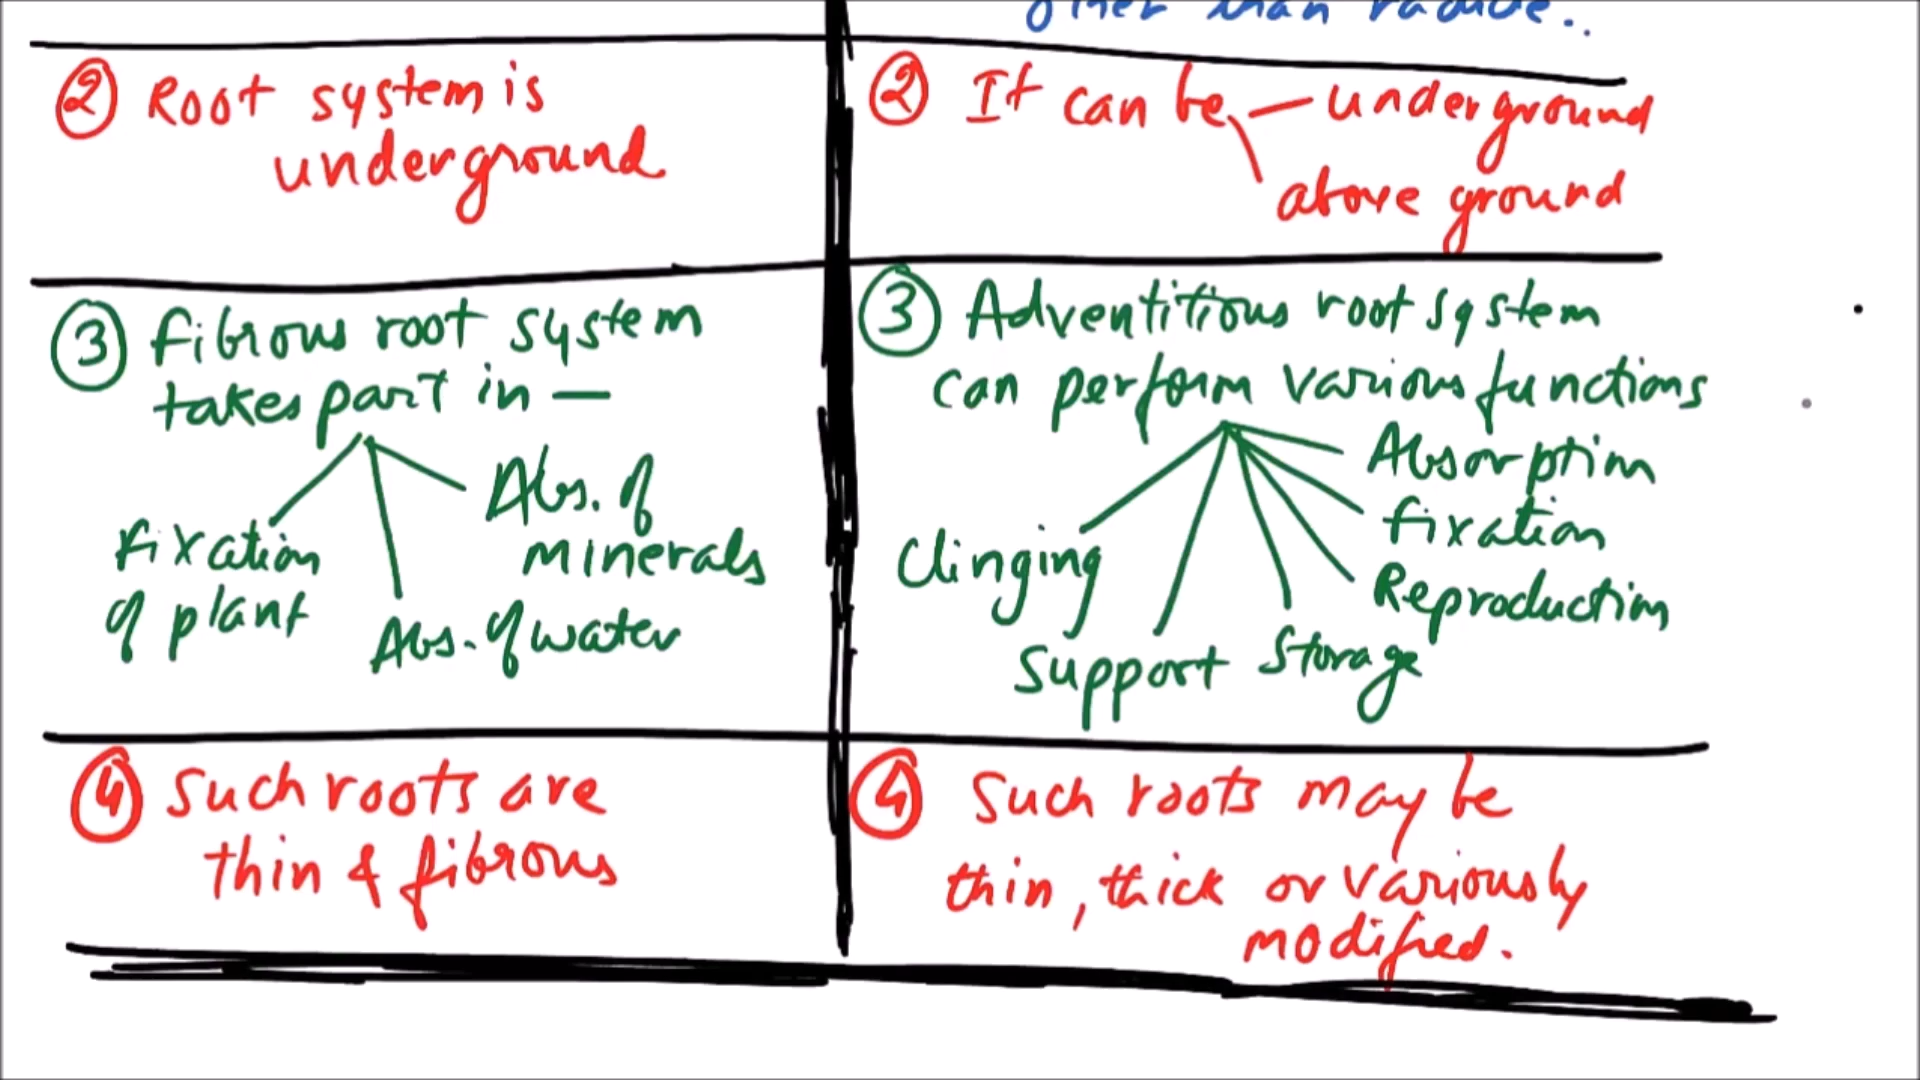 other than radicle.
② Root system is
underground
② It can be — underground
above ground
③ Fibrous root system
takes part in —
Fixation
of plant
Abs. of water
Abs. of
minerals
③ Adventitious root system
can perform various functions
Clinging
Support
Storage
Reproduction
Fixation
Absorption
④ Such roots are
thin & fibrous
④ Such roots may be
thin, thick or variously
modified.